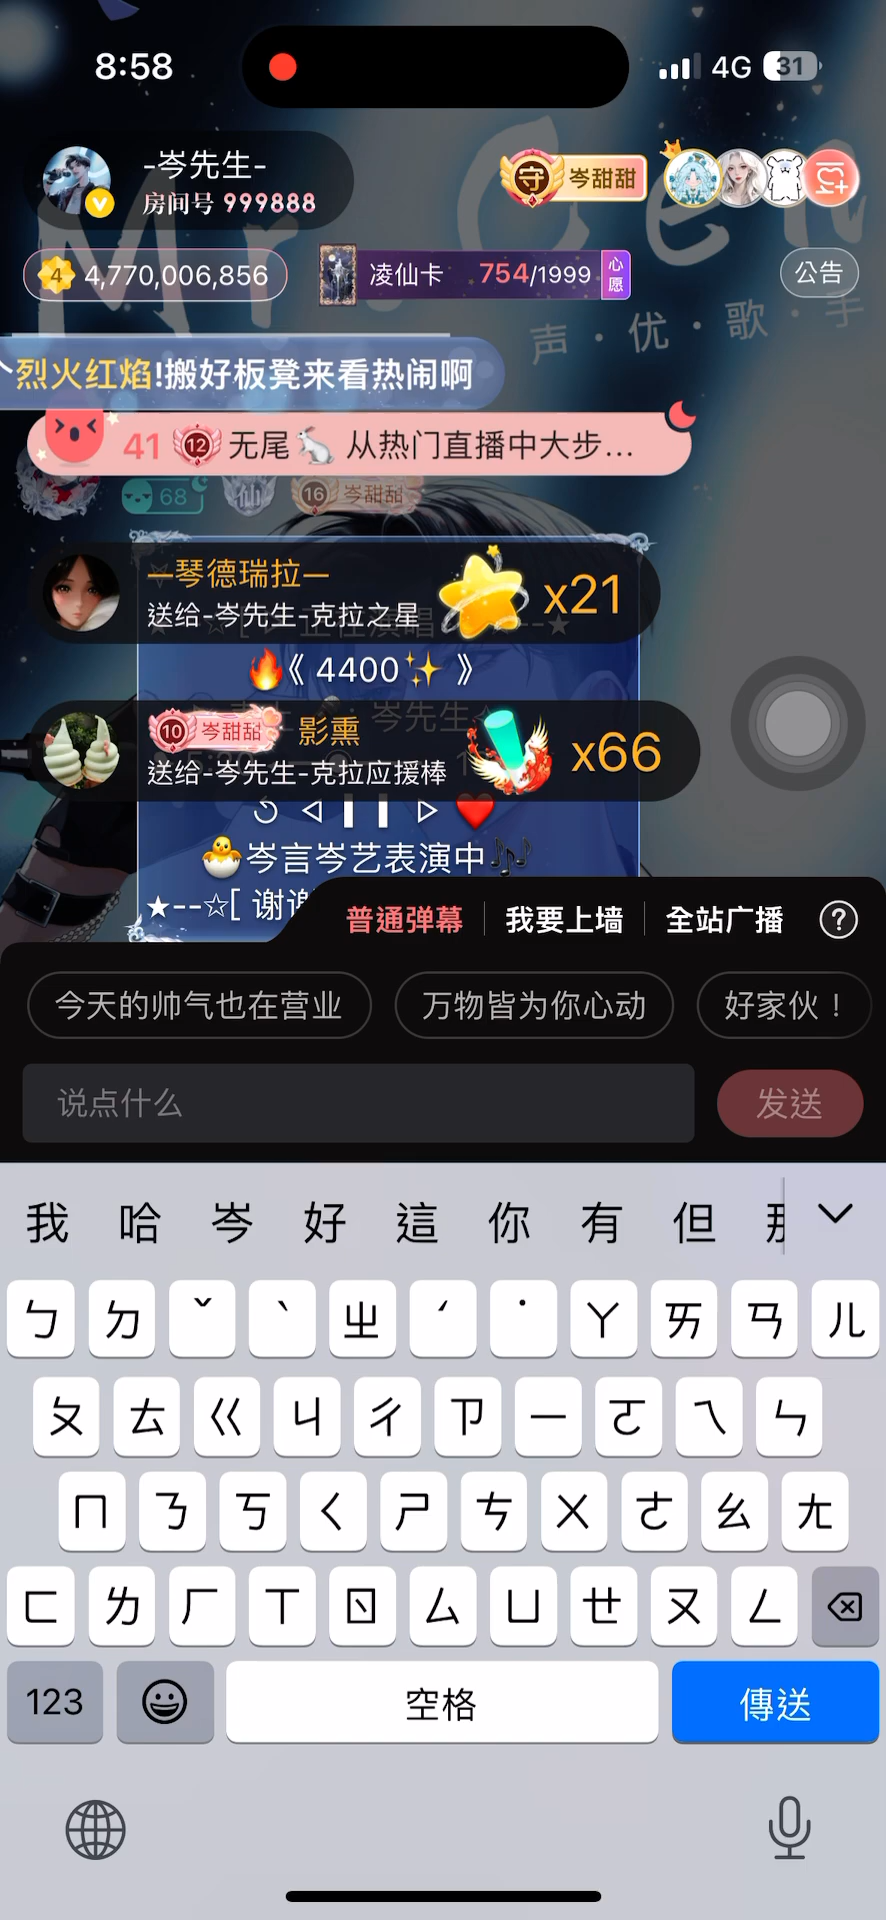 8:58
4G
31
-岑先生-
房间号 999888
守 岑甜甜
4 4,770,006,856
凌仙卡 754/1999
心愿
公告
声·优·歌·手
烈火红焰!搬好板凳来看热闹啊
41 12 无尾🐇 从热门直播中大步...
68 仙 16 岑甜甜
一琴德瑞拉一
送给-岑先生-克拉之星
x21
🔥《 4400✨ 》
10 岑甜甜 影熏
送给-岑先生-克拉应援棒
x66
🐣岑言岑艺表演中🎶
★--☆[ 谢谢
普通弹幕
我要上墙
全站广播
?
今天的帅气也在营业
万物皆为你心动
好家伙！
说点什么
发送
我 哈 岑 好 這 你 有 但
ㄅ ㄉ ˇ ˋ ㄓ ˊ ˙ ㄚ ㄞ ㄢ ㄦ
ㄆ ㄊ ㄍ ㄐ ㄔ ㄗ ㄧ ㄛ ㄟ ㄣ
ㄇ ㄋ ㄎ ㄑ ㄕ ㄘ ㄨ ㄜ ㄠ ㄤ
ㄈ ㄌ ㄏ ㄒ ㄖ ㄙ ㄩ ㄝ ㄡ ㄥ
123
空格
傳送